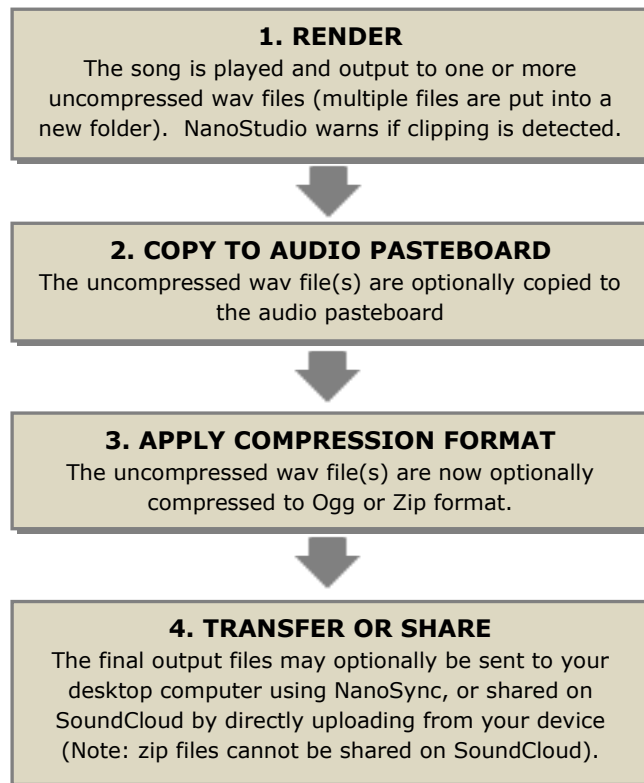 1. RENDER
The song is played and output to one or more
uncompressed wav files (multiple files are put into a
new folder).  NanoStudio warns if clipping is detected.
2. COPY TO AUDIO PASTEBOARD
The uncompressed wav file(s) are optionally copied to
the audio pasteboard
3. APPLY COMPRESSION FORMAT
The uncompressed wav file(s) are now optionally
compressed to Ogg or Zip format.
4. TRANSFER OR SHARE
The final output files may optionally be sent to your
desktop computer using NanoSync, or shared on
SoundCloud by directly uploading from your device
(Note: zip files cannot be shared on SoundCloud).